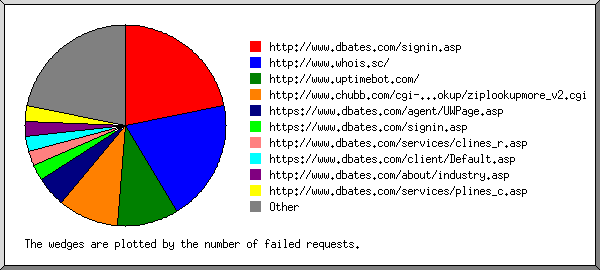 http://www.dbates.com/signin.asp
http://www.whois.sc/
http://www.uptimebot.com/
http://www.chubb.com/cgi-...okup/ziplookupmore_v2.cgi
https://www.dbates.com/agent/UWPage.asp
https://www.dbates.com/signin.asp
http://www.dbates.com/services/clines_r.asp
https://www.dbates.com/client/Default.asp
http://www.dbates.com/about/industry.asp
http://www.dbates.com/services/plines_c.asp
Other
The wedges are plotted by the number of failed requests.